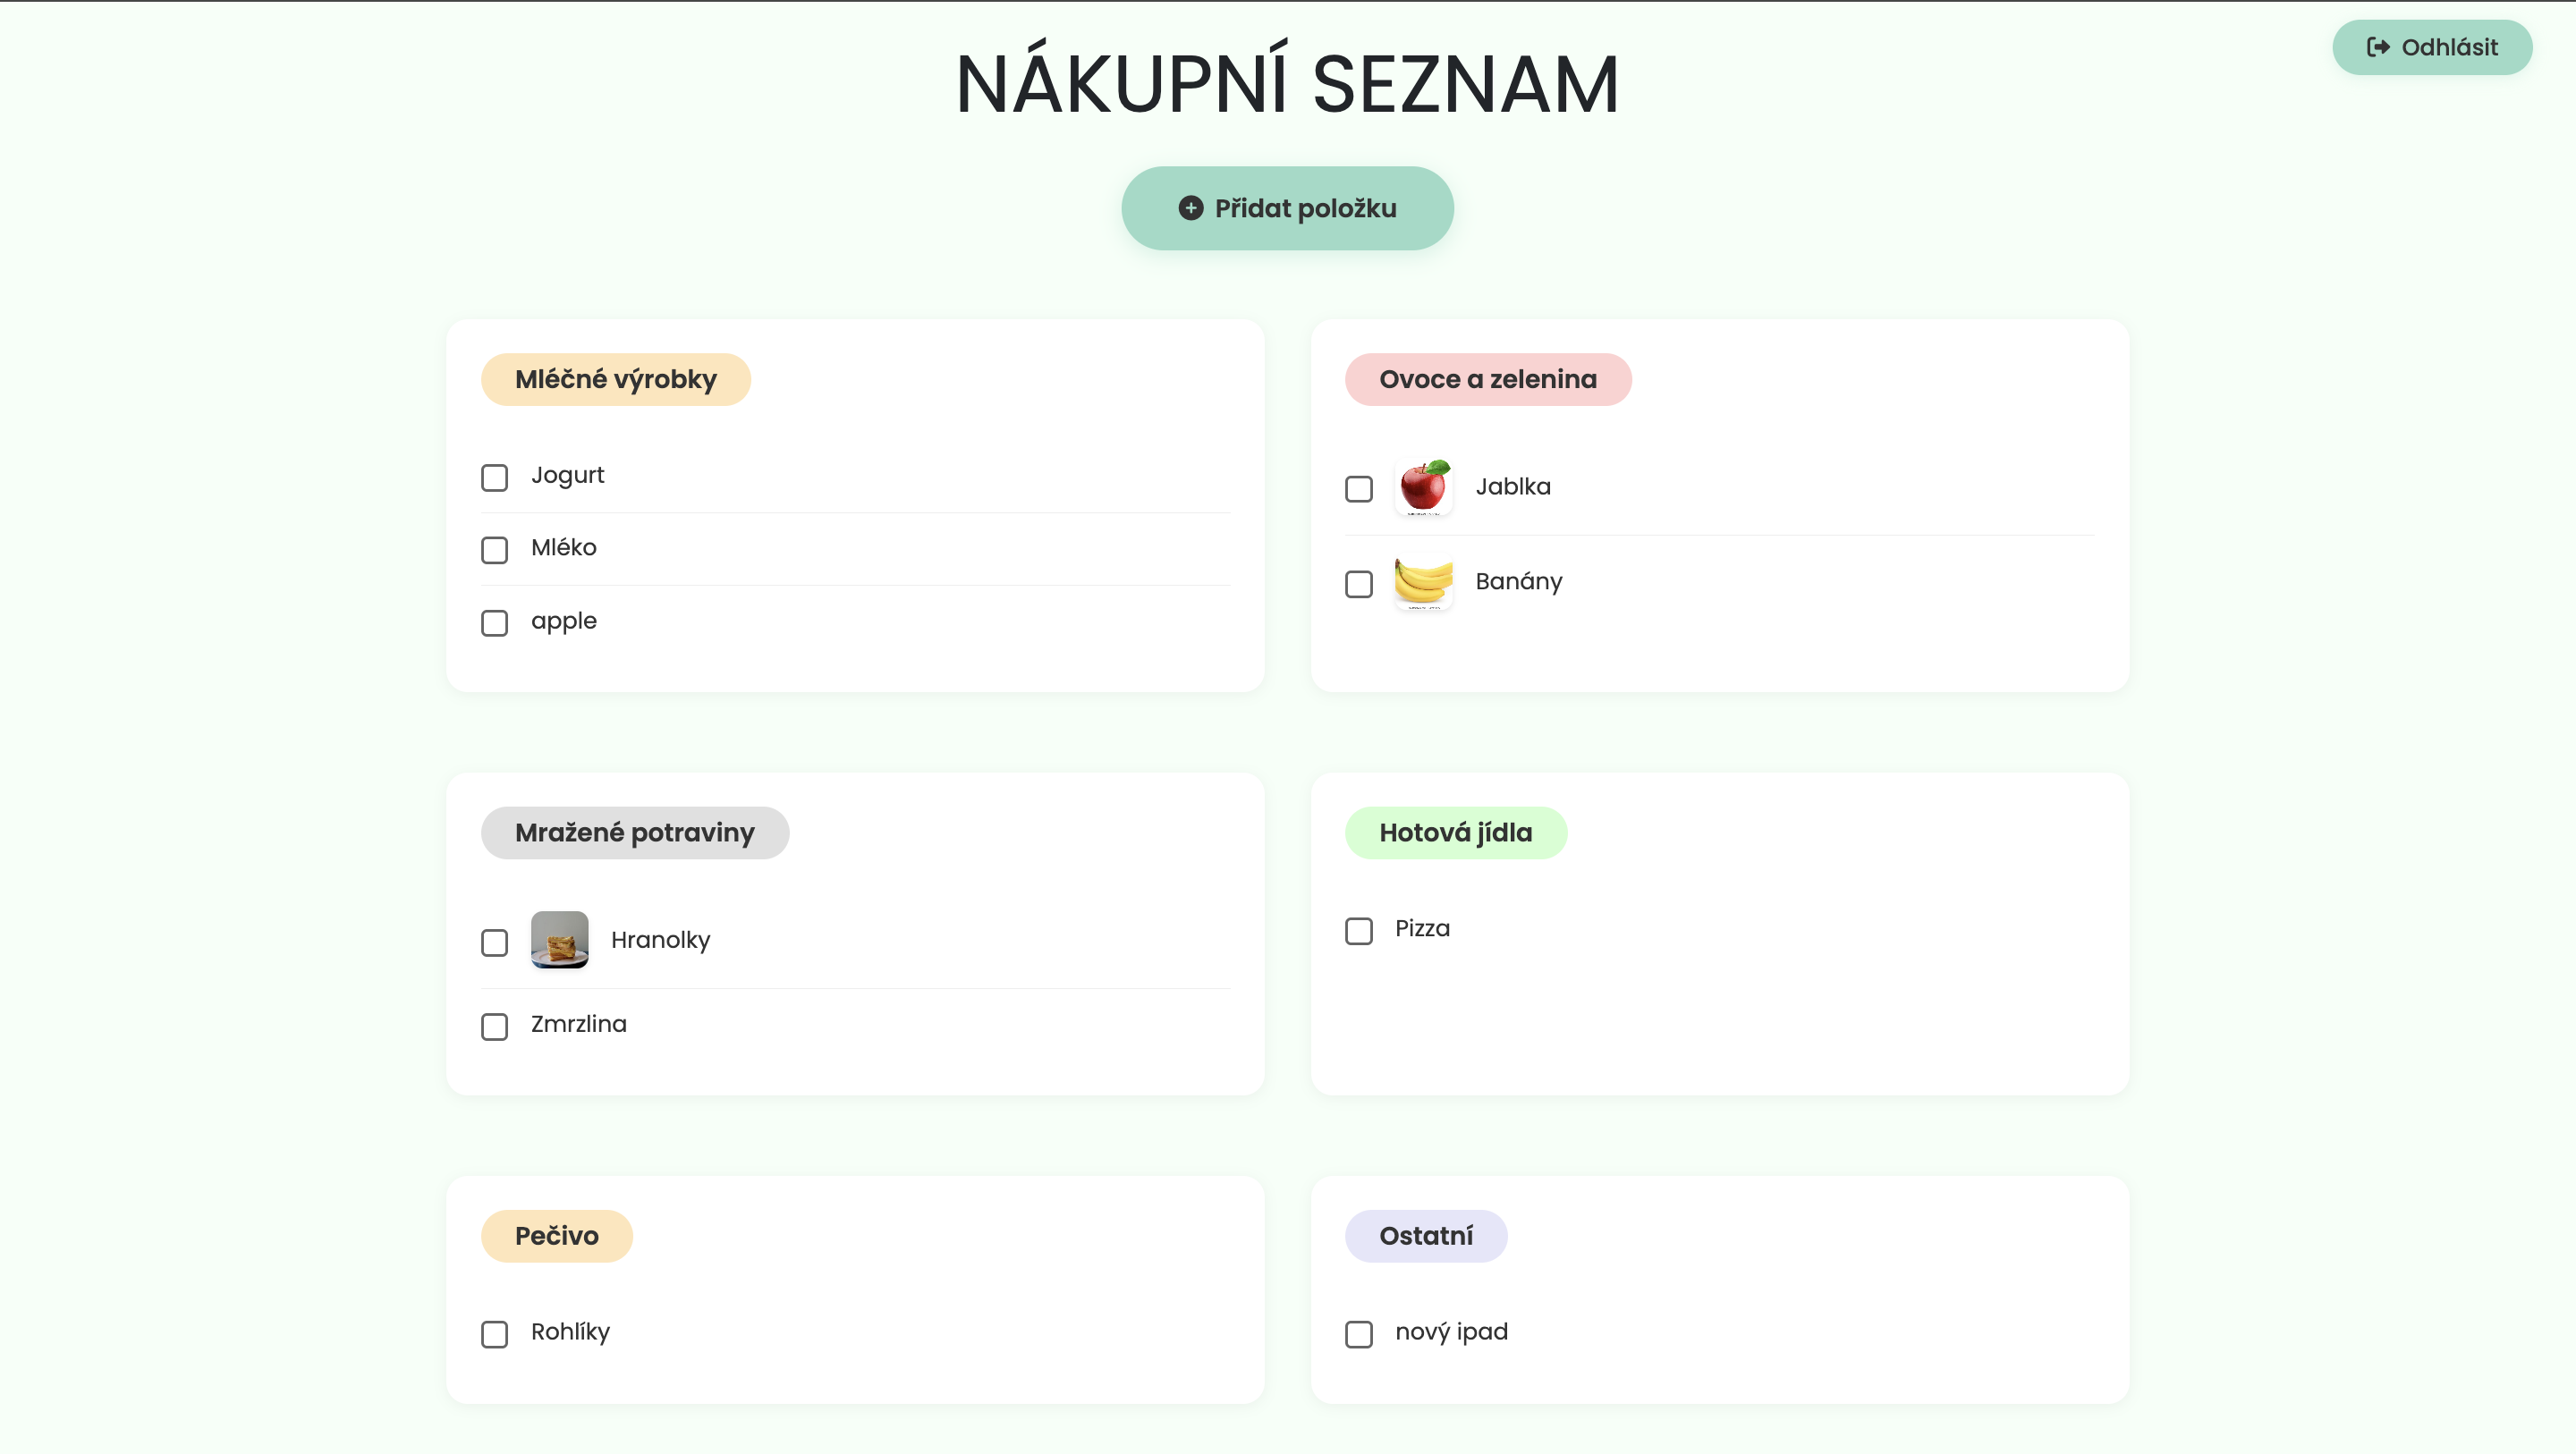 Odhlásit
NÁKUPNÍ SEZNAM
Přidat položku
Mléčné výrobky
Jogurt
Mléko
apple
Ovoce a zelenina
Jablka
Banány
Mražené potraviny
Hranolky
Zmrzlina
Hotová jídla
Pizza
Pečivo
Rohlíky
Ostatní
nový ipad